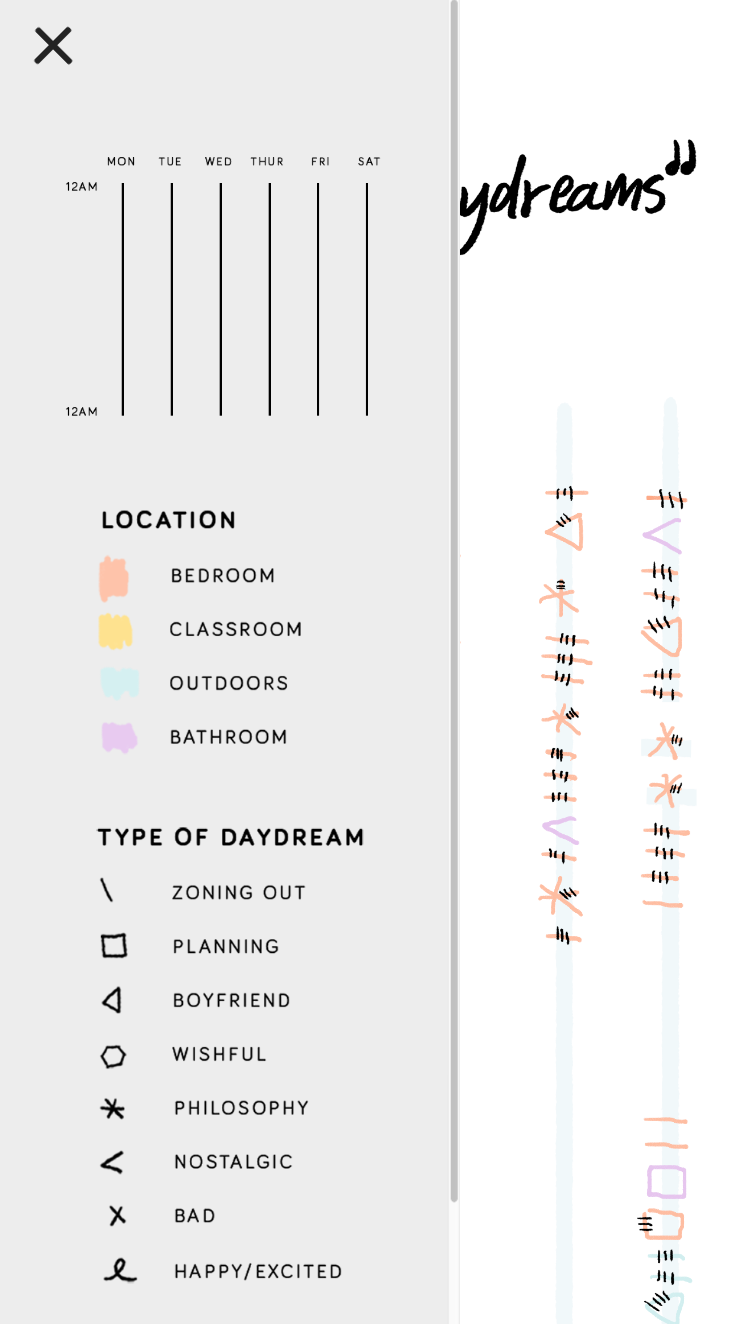 MON TUE WED THUR FRI SAT
12AM
12AM
ydreams
LOCATION
BEDROOM
CLASSROOM
OUTDOORS
BATHROOM
TYPE OF DAYDREAM
ZONING OUT
PLANNING
BOYFRIEND
WISHFUL
PHILOSOPHY
NOSTALGIC
BAD
HAPPY/EXCITED